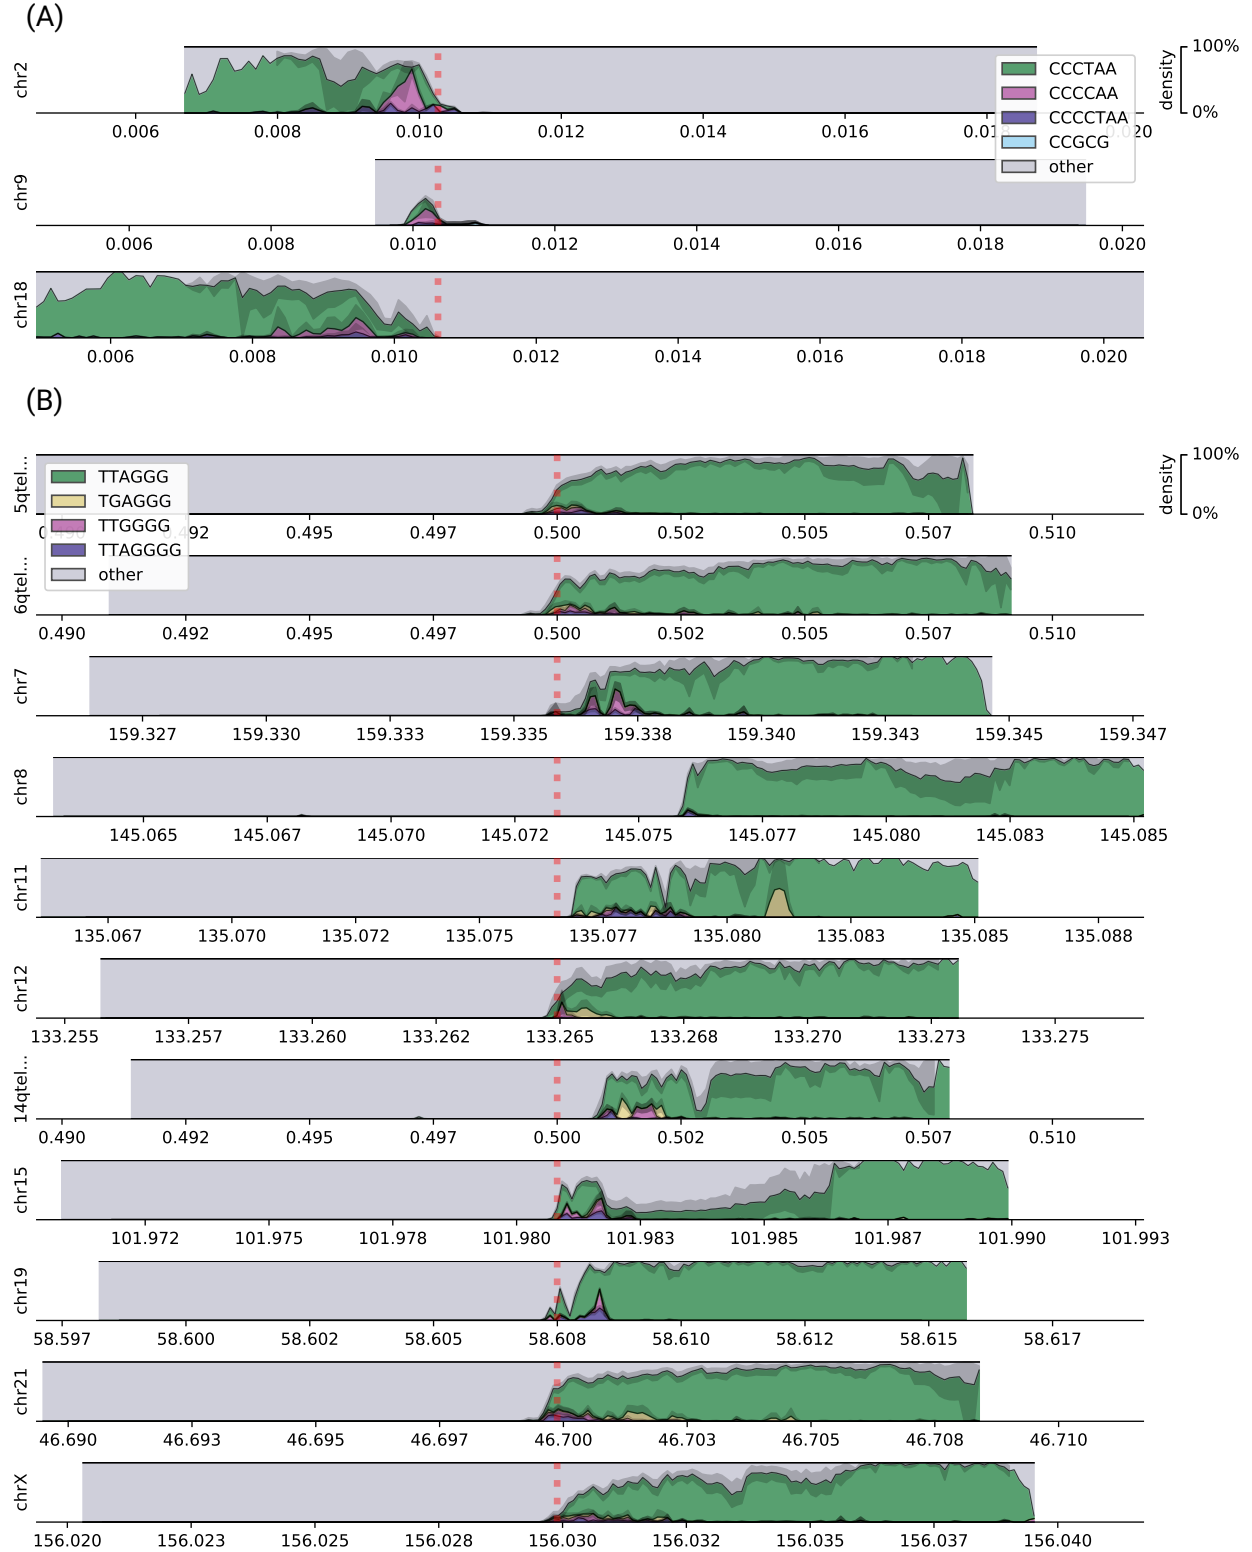 (A)
chr2
0.006 0.008 0.010 0.012 0.014 0.016 0.018 0.020
CCCTAA
CCCCAA
CCCCTAA
CCGCG
other
density
100%
0%
chr9
0.006 0.008 0.010 0.012 0.014 0.016 0.018 0.020
chr18
0.006 0.008 0.010 0.012 0.014 0.016 0.018 0.020
(B)
5qtel...
TTAGGG
TGAGGG
TTGGGG
TTAGGGG
other
density
100%
0%
0.490 0.492 0.495 0.497 0.500 0.502 0.505 0.507 0.510
6qtel...
0.490 0.492 0.495 0.497 0.500 0.502 0.505 0.507 0.510
chr7
159.327 159.330 159.333 159.335 159.338 159.340 159.343 159.345 159.347
chr8
145.065 145.067 145.070 145.072 145.075 145.077 145.080 145.083 145.085
chr11
135.067 135.070 135.072 135.075 135.077 135.080 135.083 135.085 135.088
chr12
133.255 133.257 133.260 133.262 133.265 133.268 133.270 133.273 133.275
14qtel...
0.490 0.492 0.495 0.497 0.500 0.502 0.505 0.507 0.510
chr15
101.972 101.975 101.978 101.980 101.983 101.985 101.987 101.990 101.993
chr19
58.597 58.600 58.602 58.605 58.608 58.610 58.612 58.615 58.617
chr21
46.690 46.693 46.695 46.697 46.700 46.703 46.705 46.708 46.710
chrX
156.020 156.023 156.025 156.028 156.030 156.032 156.035 156.037 156.040